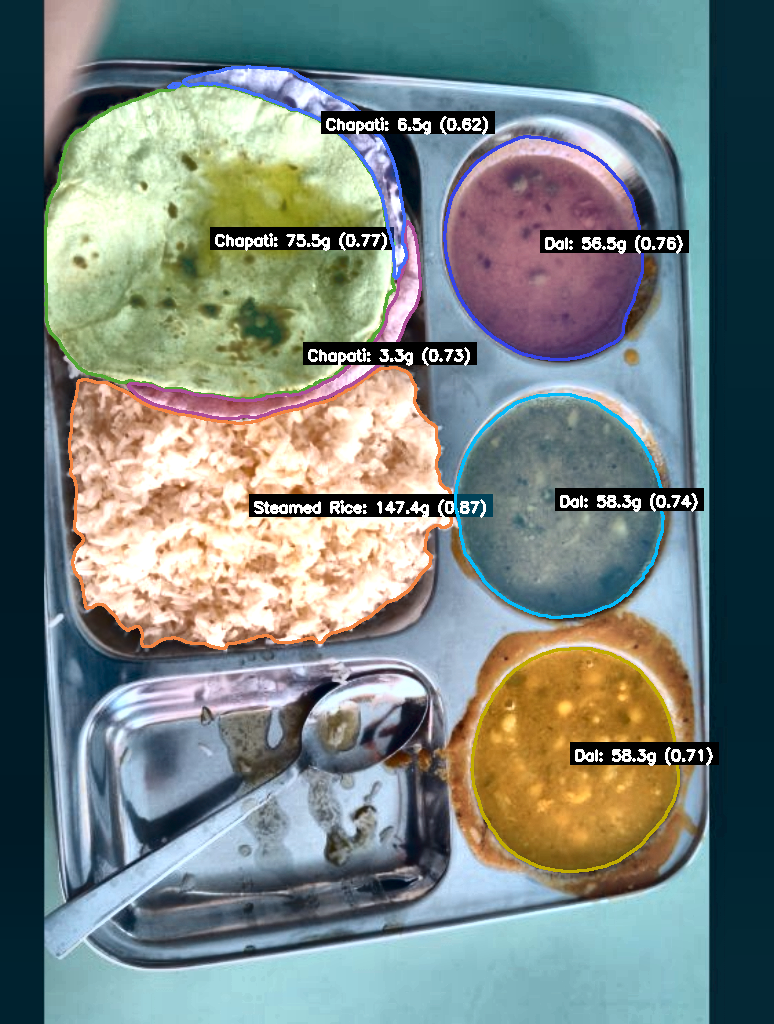 Chapati: 6.5g (0.62)
Chapati: 75.5g (0.77)
Dal: 56.5g (0.76)
Chapati: 3.3g (0.73)
Steamed Rice: 147.4g (0.87)
Dal: 58.3g (0.74)
Dal: 58.3g (0.71)